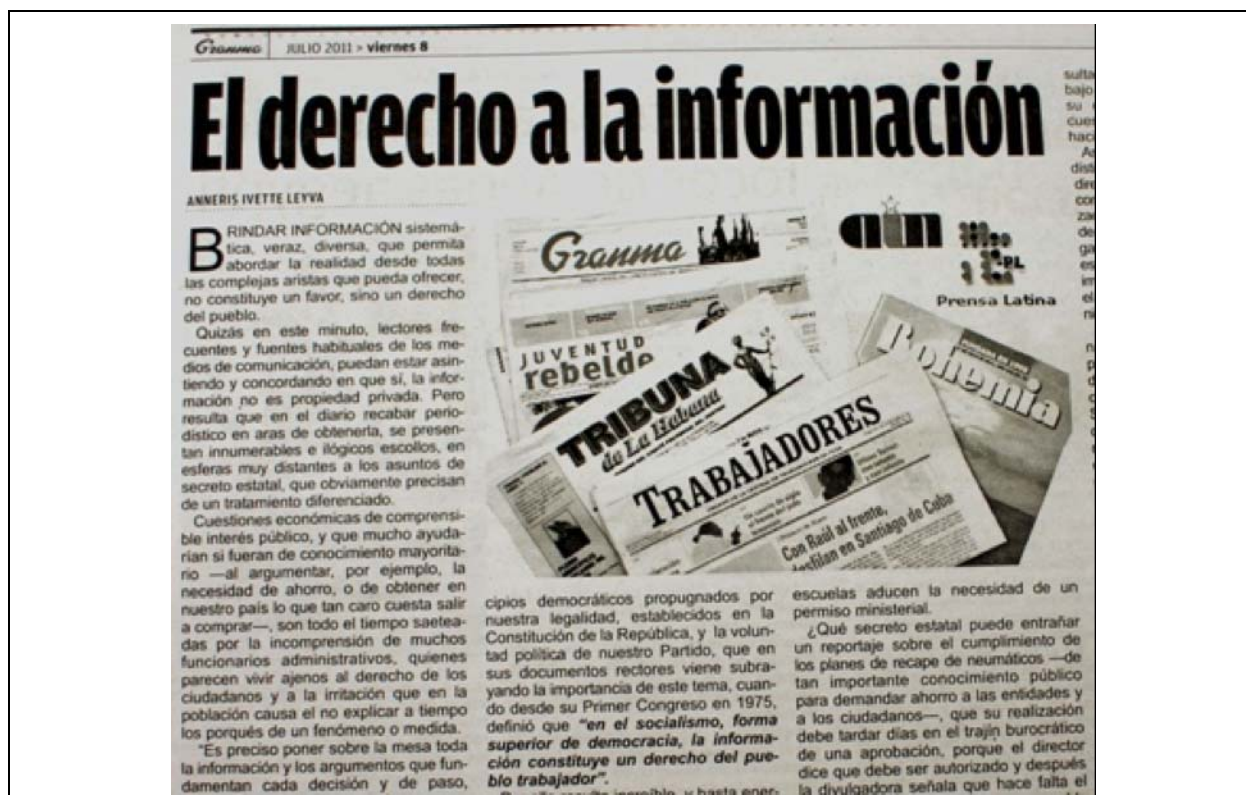 Granma JULIO 2011 > viernes 8
El derecho a la información
ANNERIS IVETTE LEYVA
BRINDAR INFORMACIÓN sistemá-
tica, veraz, diversa, que permita
abordar la realidad desde todas
las complejas aristas que pueda ofrecer,
no constituye un favor, sino un derecho
del pueblo.
Quizás en este minuto, lectores fre-
cuentes y fuentes habituales de los me-
dios de comunicación, puedan estar asin-
tiendo y concordando en que sí, la infor-
mación no es propiedad privada. Pero
resulta que en el diario recabar perio-
dístico en aras de obtenerla, se presen-
tan innumerables e ilógicos escollos, en
esferas muy distantes a los asuntos de
secreto estatal, que obviamente precisan
de un tratamiento diferenciado.
Cuestiones económicas de comprensi-
ble interés público, y que mucho ayuda-
rían si fueran de conocimiento mayorita-
rio —al argumentar, por ejemplo, la
necesidad de ahorro, o de obtener en
nuestro país lo que tan caro cuesta salir
a comprar—, son todo el tiempo saetea-
das por la incomprensión de muchos
funcionarios administrativos, quienes
parecen vivir ajenos al derecho de los
ciudadanos y a la irritación que en la
población causa el no explicar a tiempo
los porqués de un fenómeno o medida.
"Es preciso poner sobre la mesa toda
la información y los argumentos que fun-
damentan cada decisión y de paso,
Granma
JUVENTUD
rebelde
TRIBUNA
de La Habana
TRABAJADORES
Con Raúl al frente,
desfilan en Santiago de Cuba
ain
PL
Prensa Latina
Bohemia
cipios democráticos propugnados por
nuestra legalidad, establecidos en la
Constitución de la República, y la volun-
tad política de nuestro Partido, que en
sus documentos rectores viene subra-
yando la importancia de este tema, cuan-
do desde su Primer Congreso en 1975,
definió que "en el socialismo, forma
superior de democracia, la informa-
ción constituye un derecho del pue-
blo trabajador".
resulta increíble, y hasta ener-
escuelas aducen la necesidad de un
permiso ministerial.
¿Qué secreto estatal puede entrañar
un reportaje sobre el cumplimiento de
los planes de recape de neumáticos —de
tan importante conocimiento público
para demandar ahorro a las entidades y
a los ciudadanos—, que su realización
debe tardar días en el trajín burocrático
de una aprobación, porque el director
dice que debe ser autorizado y después
la divulgadora señala que hace falta el
sulta
bajo
su